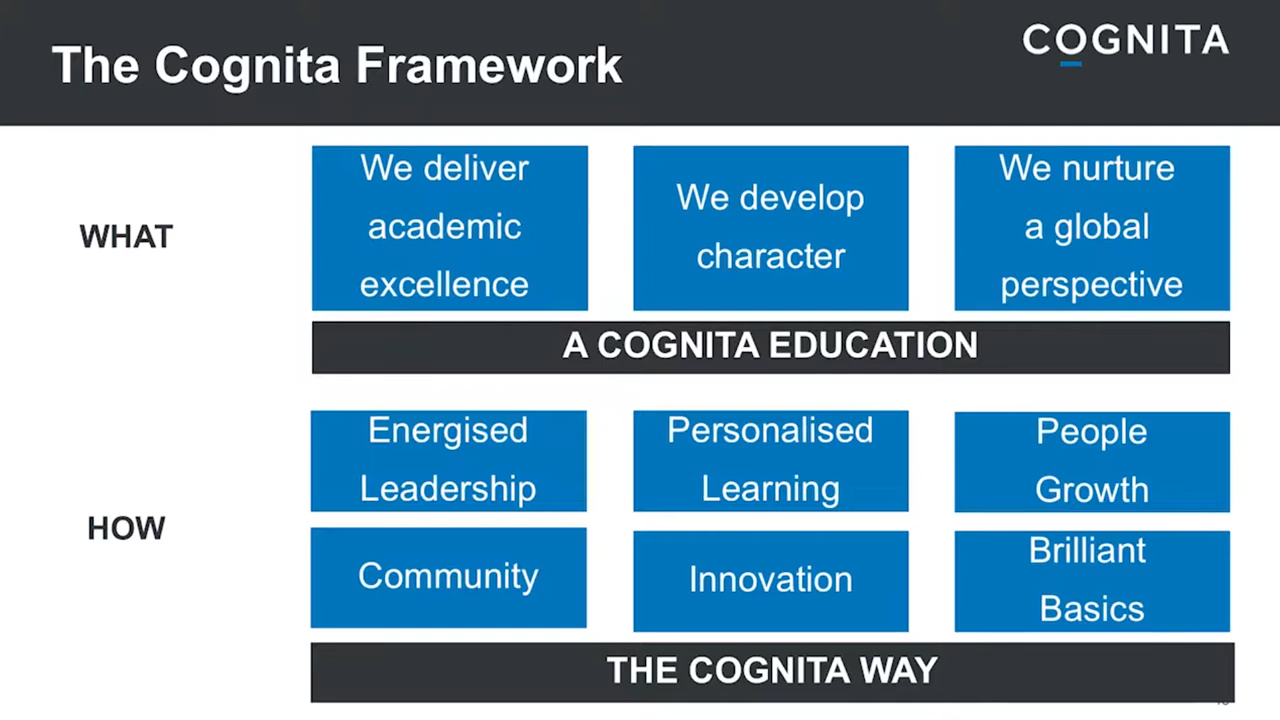 The Cognita Framework
COGNITA
WHAT
We deliver
academic
excellence
We develop
character
We nurture
a global
perspective
A COGNITA EDUCATION
HOW
Energised
Leadership
Personalised
Learning
People
Growth
Community
Innovation
Brilliant
Basics
THE COGNITA WAY